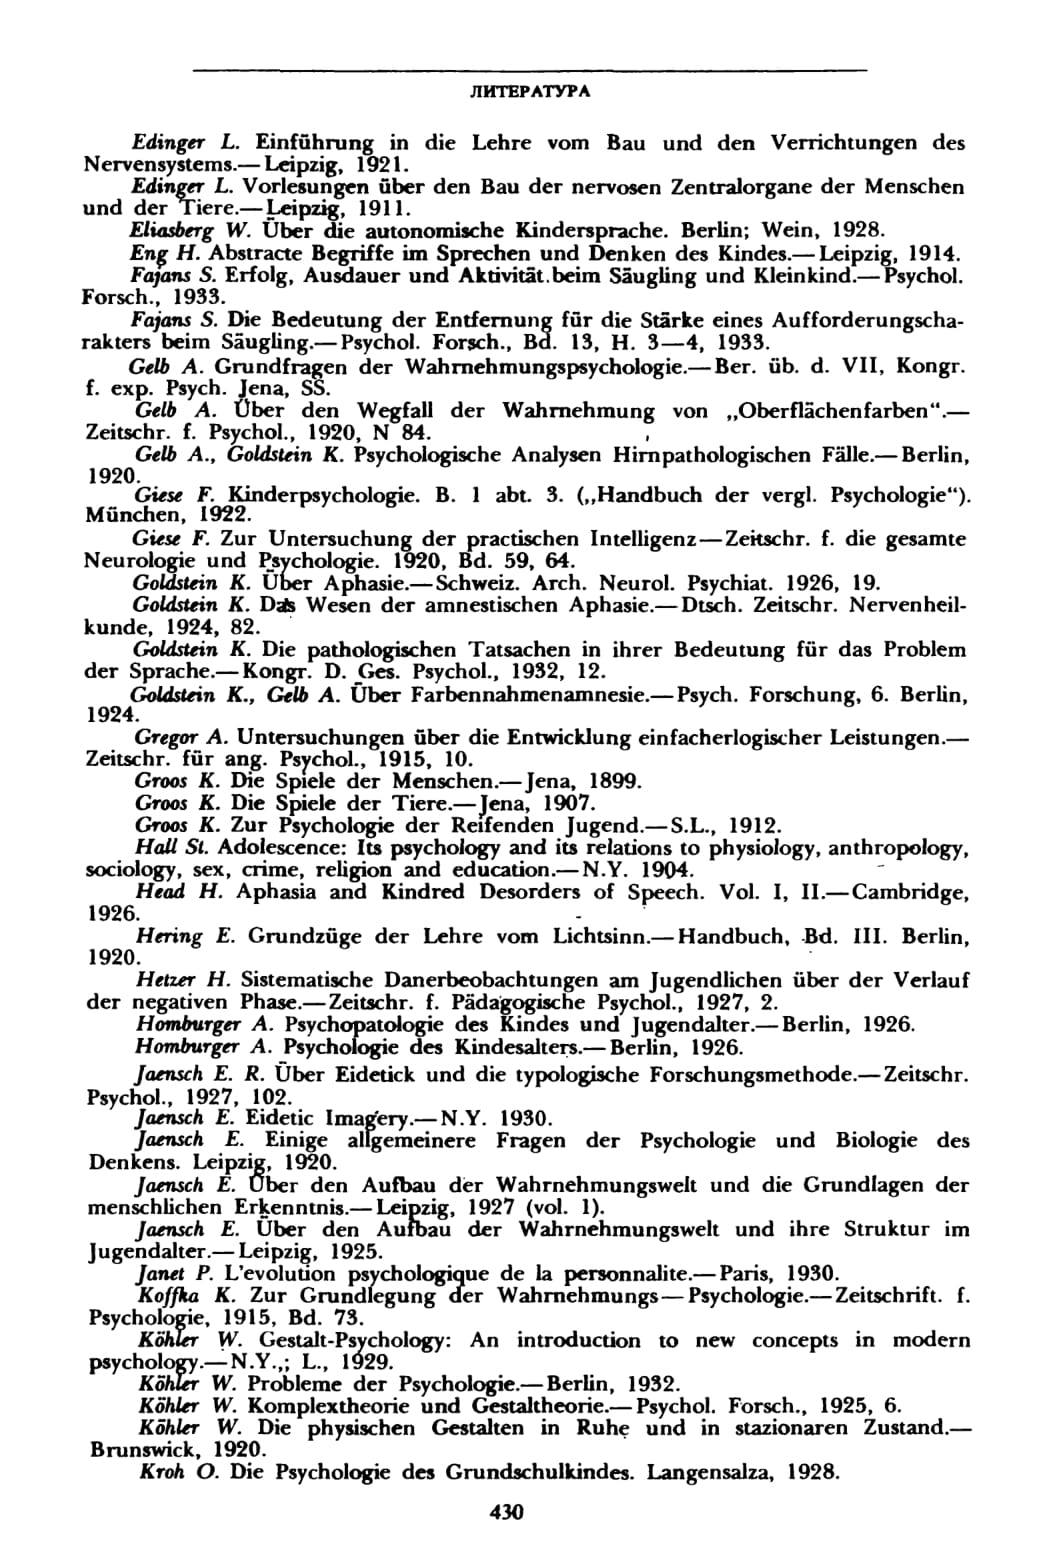 ЛИТЕРАТУРА
Edinger L. Einführung in die Lehre vom Bau und den Verrichtungen des
Nervensystems.— Leipzig, 1921.
Edinger L. Vorlesungen über den Bau der nervosen Zentralorgane der Menschen
und der Tiere.—Leipzig, 1911.
Eliasberg W. Über die autonomische Kindersprache. Berlin; Wein, 1928.
Eng H. Abstracte Begriffe im Sprechen und Denken des Kindes.— Leipzig, 1914.
Fajans S. Erfolg, Ausdauer und Aktivität.beim Säugling und Kleinkind.— Psychol.
Forsch., 1933.
Fajans S. Die Bedeutung der Entfernung für die Stärke eines Aufforderungscha-
rakters beim Säugling.— Psychol. Forsch., Bd. 13, H. 3—4, 1933.
Gelb A. Grundfragen der Wahrnehmungspsychologie.— Ber. üb. d. VII, Kongr.
f. exp. Psych. Jena, SS.
Gelb A. Über den Wegfall der Wahrnehmung von „Oberflächenfarben“.—
Zeitschr. f. Psychol., 1920, N 84.
Gelb A., Goldstein K. Psychologische Analysen Hirnpathologischen Fälle.— Berlin,
1920.
Giese F. Kinderpsychologie. B. 1 abt. 3. („Handbuch der vergl. Psychologie“).
München, 1922.
Giese F. Zur Untersuchung der practischen Intelligenz—Zeitschr. f. die gesamte
Neurologie und Psychologie. 1920, Bd. 59, 64.
Goldstein K. Über Aphasie.— Schweiz. Arch. Neurol. Psychiat. 1926, 19.
Goldstein K. Das Wesen der amnestischen Aphasie.— Dtsch. Zeitschr. Nervenheil-
kunde, 1924, 82.
Goldstein K. Die pathologischen Tatsachen in ihrer Bedeutung für das Problem
der Sprache.— Kongr. D. Ges. Psychol., 1932, 12.
Goldstein K., Gelb A. Über Farbennahmenamnesie.— Psych. Forschung, 6. Berlin,
1924.
Gregor A. Untersuchungen über die Entwicklung einfacherlogischer Leistungen.—
Zeitschr. für ang. Psychol., 1915, 10.
Groos K. Die Spiele der Menschen.— Jena, 1899.
Groos K. Die Spiele der Tiere.— Jena, 1907.
Groos K. Zur Psychologie der Reifenden Jugend.— S.L., 1912.
Hall St. Adolescence: Its psychology and its relations to physiology, anthropology,
sociology, sex, crime, religion and education.— N.Y. 1904.
Head H. Aphasia and Kindred Desorders of Speech. Vol. I, II.— Cambridge,
1926.
Hering E. Grundzüge der Lehre vom Lichtsinn.— Handbuch, Bd. III. Berlin,
1920.
Hetzer H. Sistematische Danerbeobachtungen am Jugendlichen über der Verlauf
der negativen Phase.— Zeitschr. f. Pädagogische Psychol., 1927, 2.
Homburger A. Psychopatologie des Kindes und Jugendalter.— Berlin, 1926.
Homburger A. Psychologie des Kindesalters.— Berlin, 1926.
Jaensch E. R. Über Eidetick und die typologische Forschungsmethode.— Zeitschr.
Psychol., 1927, 102.
Jaensch E. Eidetic Imagery.— N.Y. 1930.
Jaensch E. Einige allgemeinere Fragen der Psychologie und Biologie des
Denkens. Leipzig, 1920.
Jaensch E. Über den Aufbau der Wahrnehmungswelt und die Grundlagen der
menschlichen Erkenntnis.— Leipzig, 1927 (vol. 1).
Jaensch E. Über den Aufbau der Wahrnehmungswelt und ihre Struktur im
Jugendalter.— Leipzig, 1925.
Janet P. L'evolution psychologique de la personnalite.— Paris, 1930.
Koffka K. Zur Grundlegung der Wahrnehmungs— Psychologie.— Zeitschrift. f.
Psychologie, 1915, Bd. 73.
Köhler W. Gestalt-Psychology: An introduction to new concepts in modern
psychology.— N.Y.,; L., 1929.
Köhler W. Probleme der Psychologie.— Berlin, 1932.
Köhler W. Komplextheorie und Gestaltheorie.— Psychol. Forsch., 1925, 6.
Köhler W. Die physischen Gestalten in Ruhe und in stazionaren Zustand.—
Brunswick, 1920.
Kroh O. Die Psychologie des Grundschulkindes. Langensalza, 1928.
430